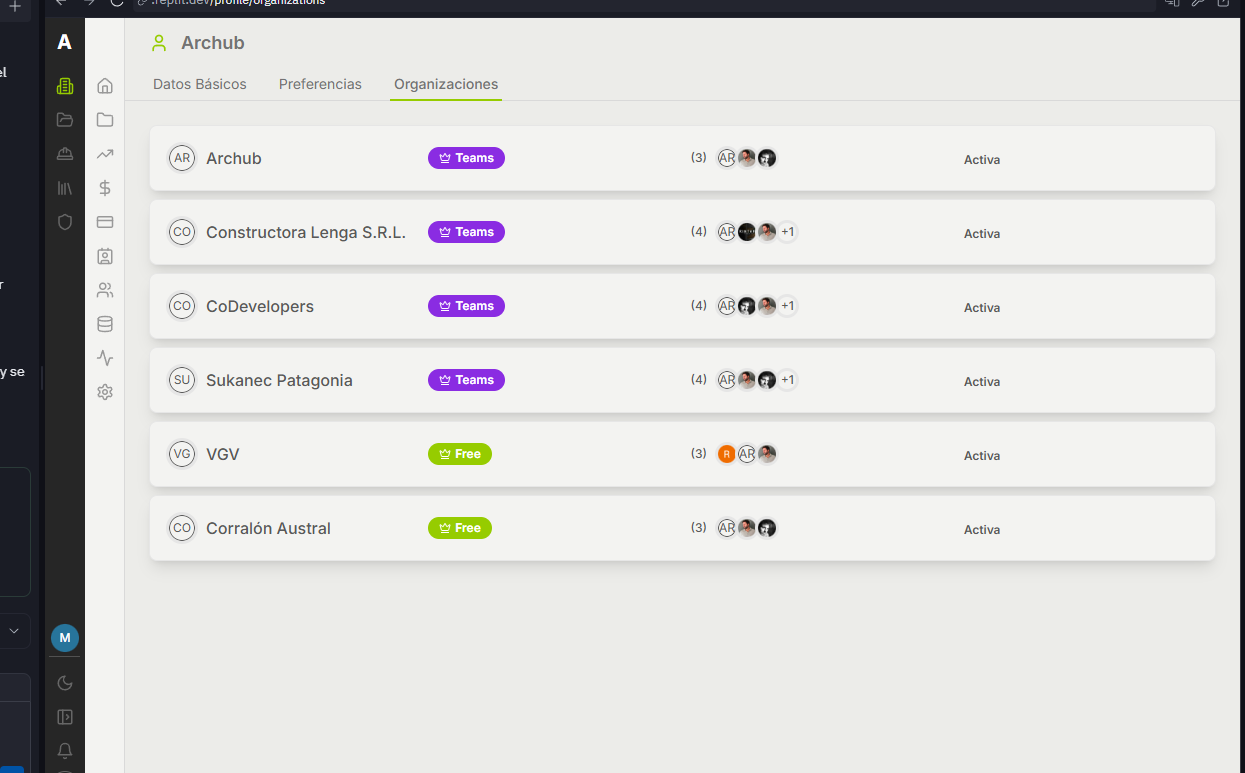 .replit.dev/profile/organizations
el
r
y se
A
M
Archub
Datos Básicos Preferencias Organizaciones
AR Archub Teams (3) AR Activa
CO Constructora Lenga S.R.L. Teams (4) AR +1 Activa
CO CoDevelopers Teams (4) AR +1 Activa
SU Sukanec Patagonia Teams (4) AR +1 Activa
VG VGV Free (3) R AR Activa
CO Corralón Austral Free (3) AR Activa